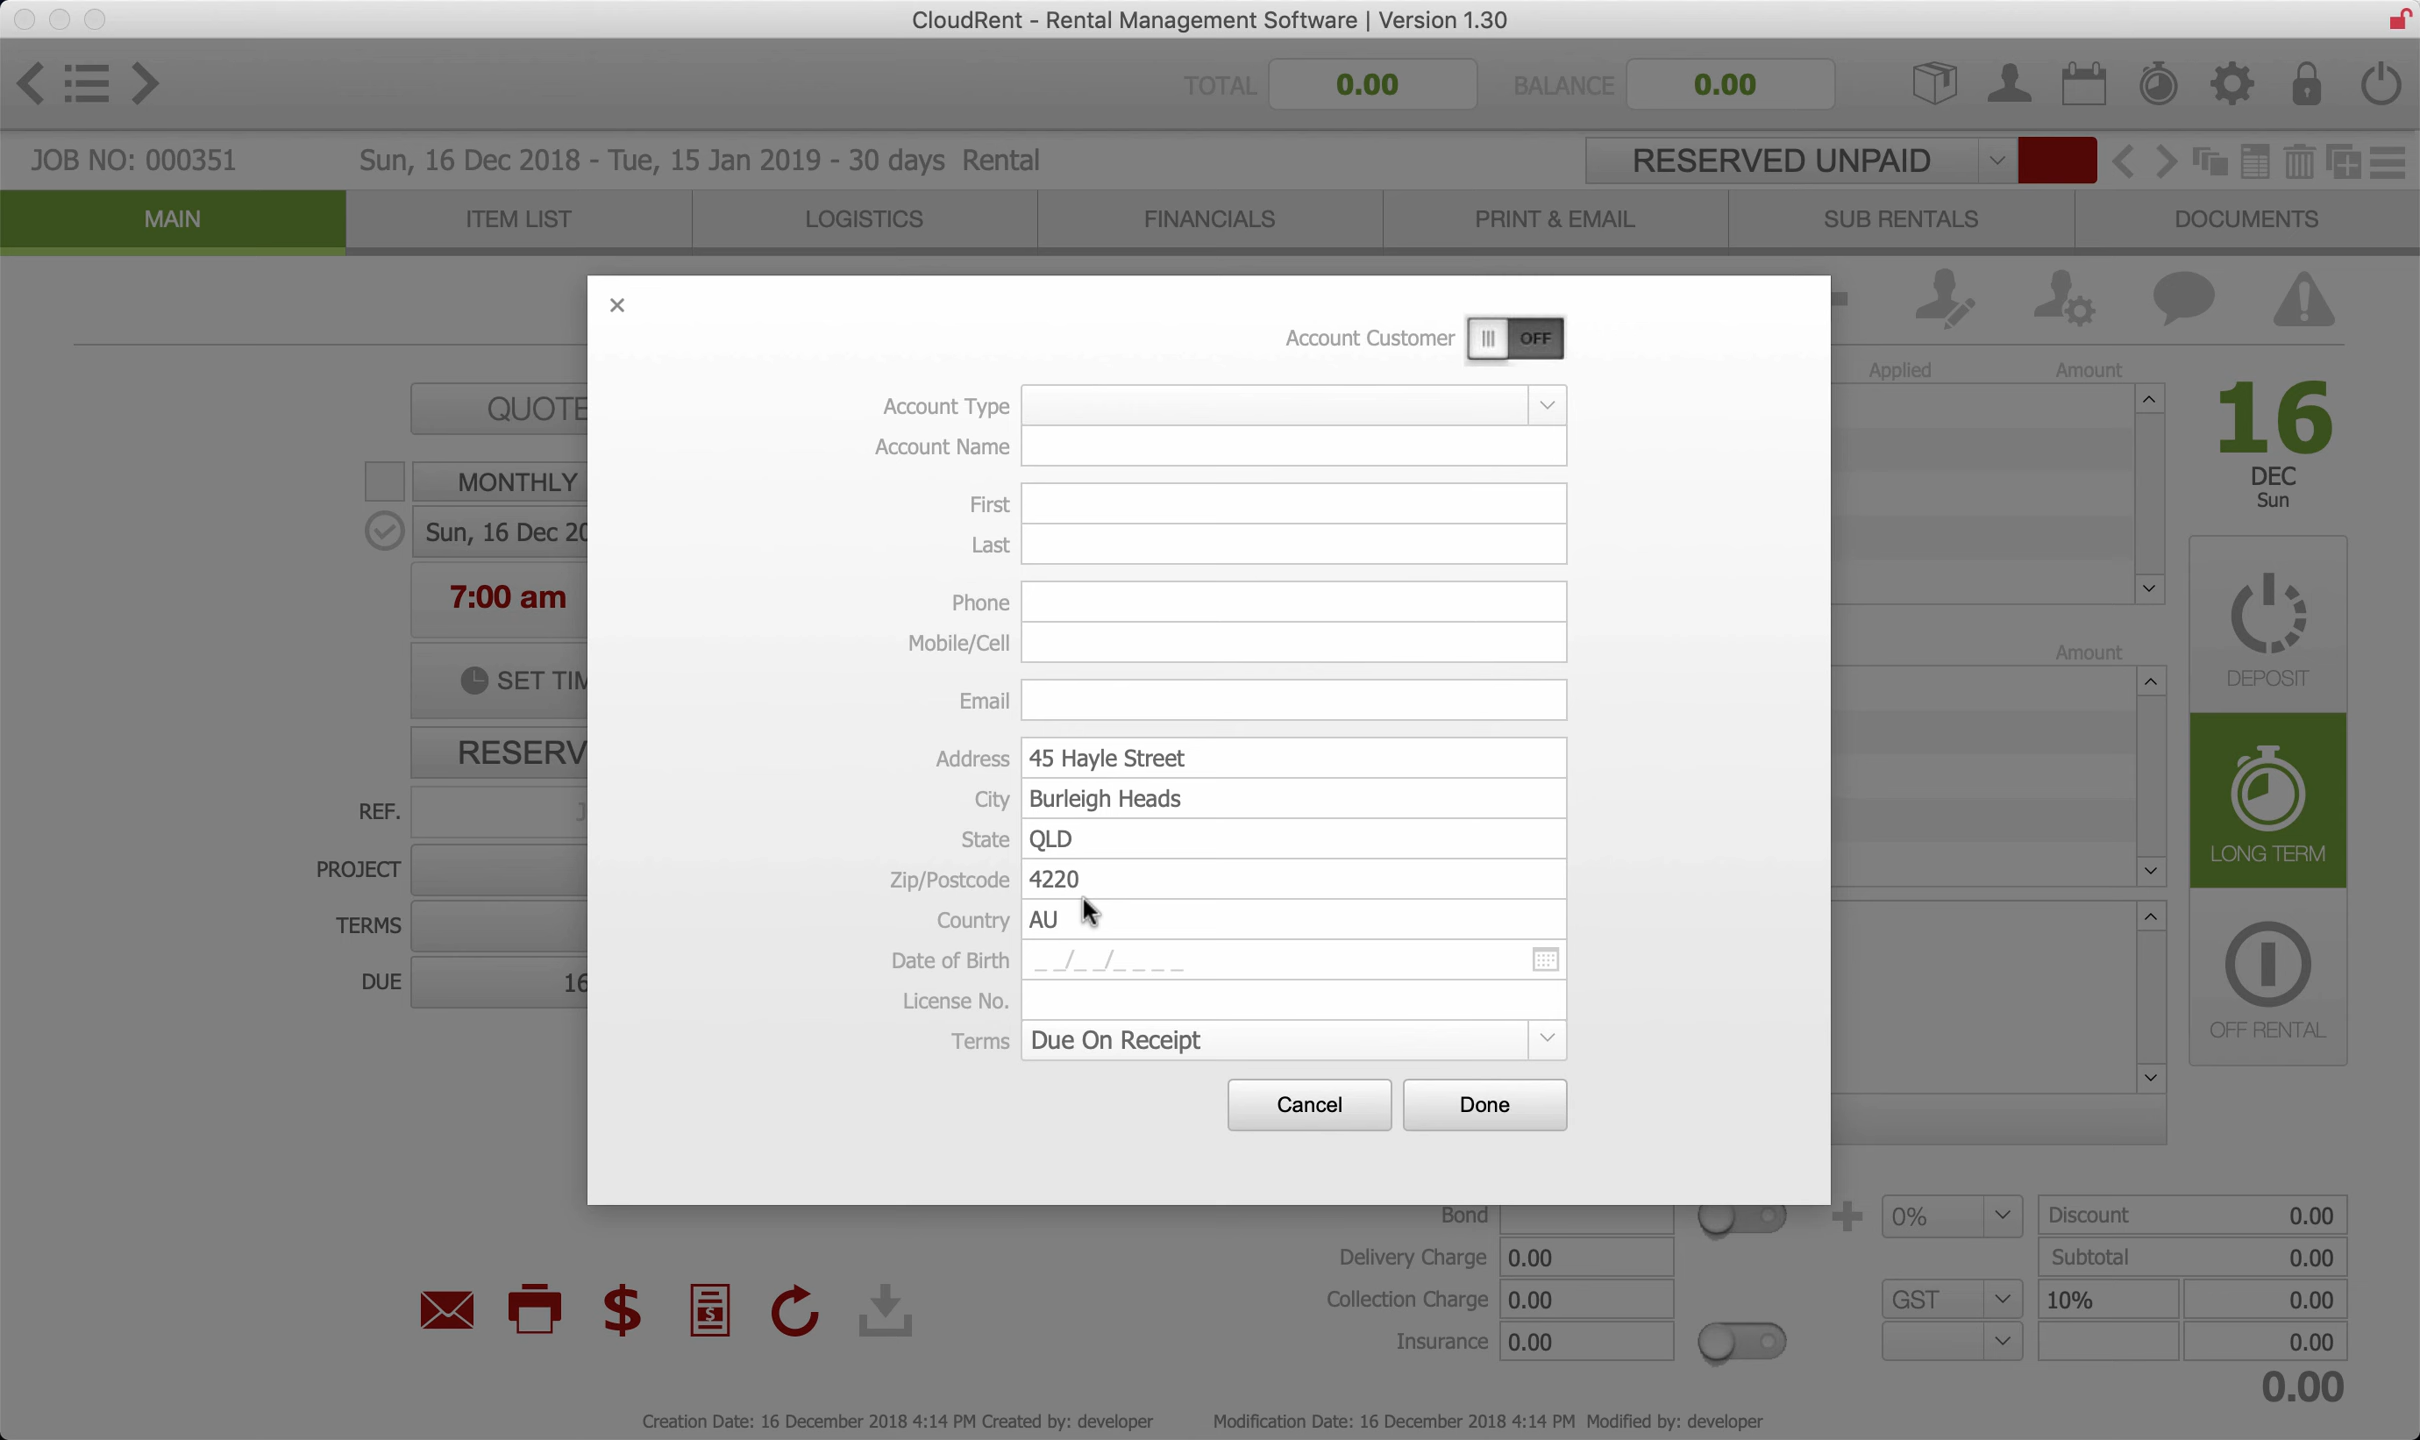 CloudRent - Rental Management Software | Version 1.30
TOTAL 0.00 BALANCE 0.00
JOB NO: 000351 Sun, 16 Dec 2018 - Tue, 15 Jan 2019 - 30 days Rental RESERVED UNPAID
MAIN ITEM LIST LOGISTICS FINANCIALS PRINT & EMAIL SUB RENTALS DOCUMENTS
Account Customer OFF
Applied Amount
QUOTE
Account Type
Account Name
16
DEC
Sun
MONTHLY
First
Sun, 16 Dec 20
Last
7:00 am
Phone
Mobile/Cell
Amount
SET TIM
DEPOSIT
Email
RESERV
Address 45 Hayle Street
City Burleigh Heads
REF.
State QLD
LONG TERM
PROJECT
Zip/Postcode 4220
TERMS
Country AU
Date of Birth _ _/_ _/_ _ _ _
DUE 16
License No.
OFF RENTAL
Terms Due On Receipt
Cancel Done
Bond 0% Discount 0.00
Delivery Charge 0.00 Subtotal 0.00
Collection Charge 0.00 GST 10% 0.00
Insurance 0.00 0.00
0.00
Creation Date: 16 December 2018 4:14 PM Created by: developer Modification Date: 16 December 2018 4:14 PM Modified by: developer